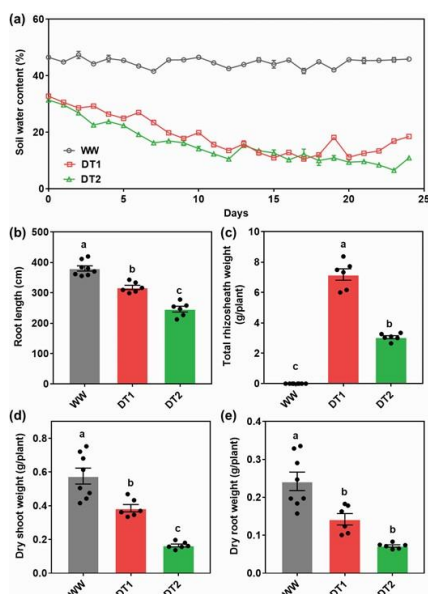 (a)
60
40
20
0
Soil water content (%)
WW
DT1
DT2
0 5 10 15 20 25
Days
(b)
500
400
300
200
100
0
Root length (cm)
a
b
c
WW DT1 DT2
(c)
10
8
6
4
2
0
Total rhizosheath weight
(g/plant)
c
a
b
WW DT1 DT2
(d)
0.8
0.6
0.4
0.2
0.0
Dry shoot weight (g/plant)
a
b
c
WW DT1 DT2
(e)
0.4
0.3
0.2
0.1
0.0
Dry root weight (g/plant)
a
b
b
WW DT1 DT2